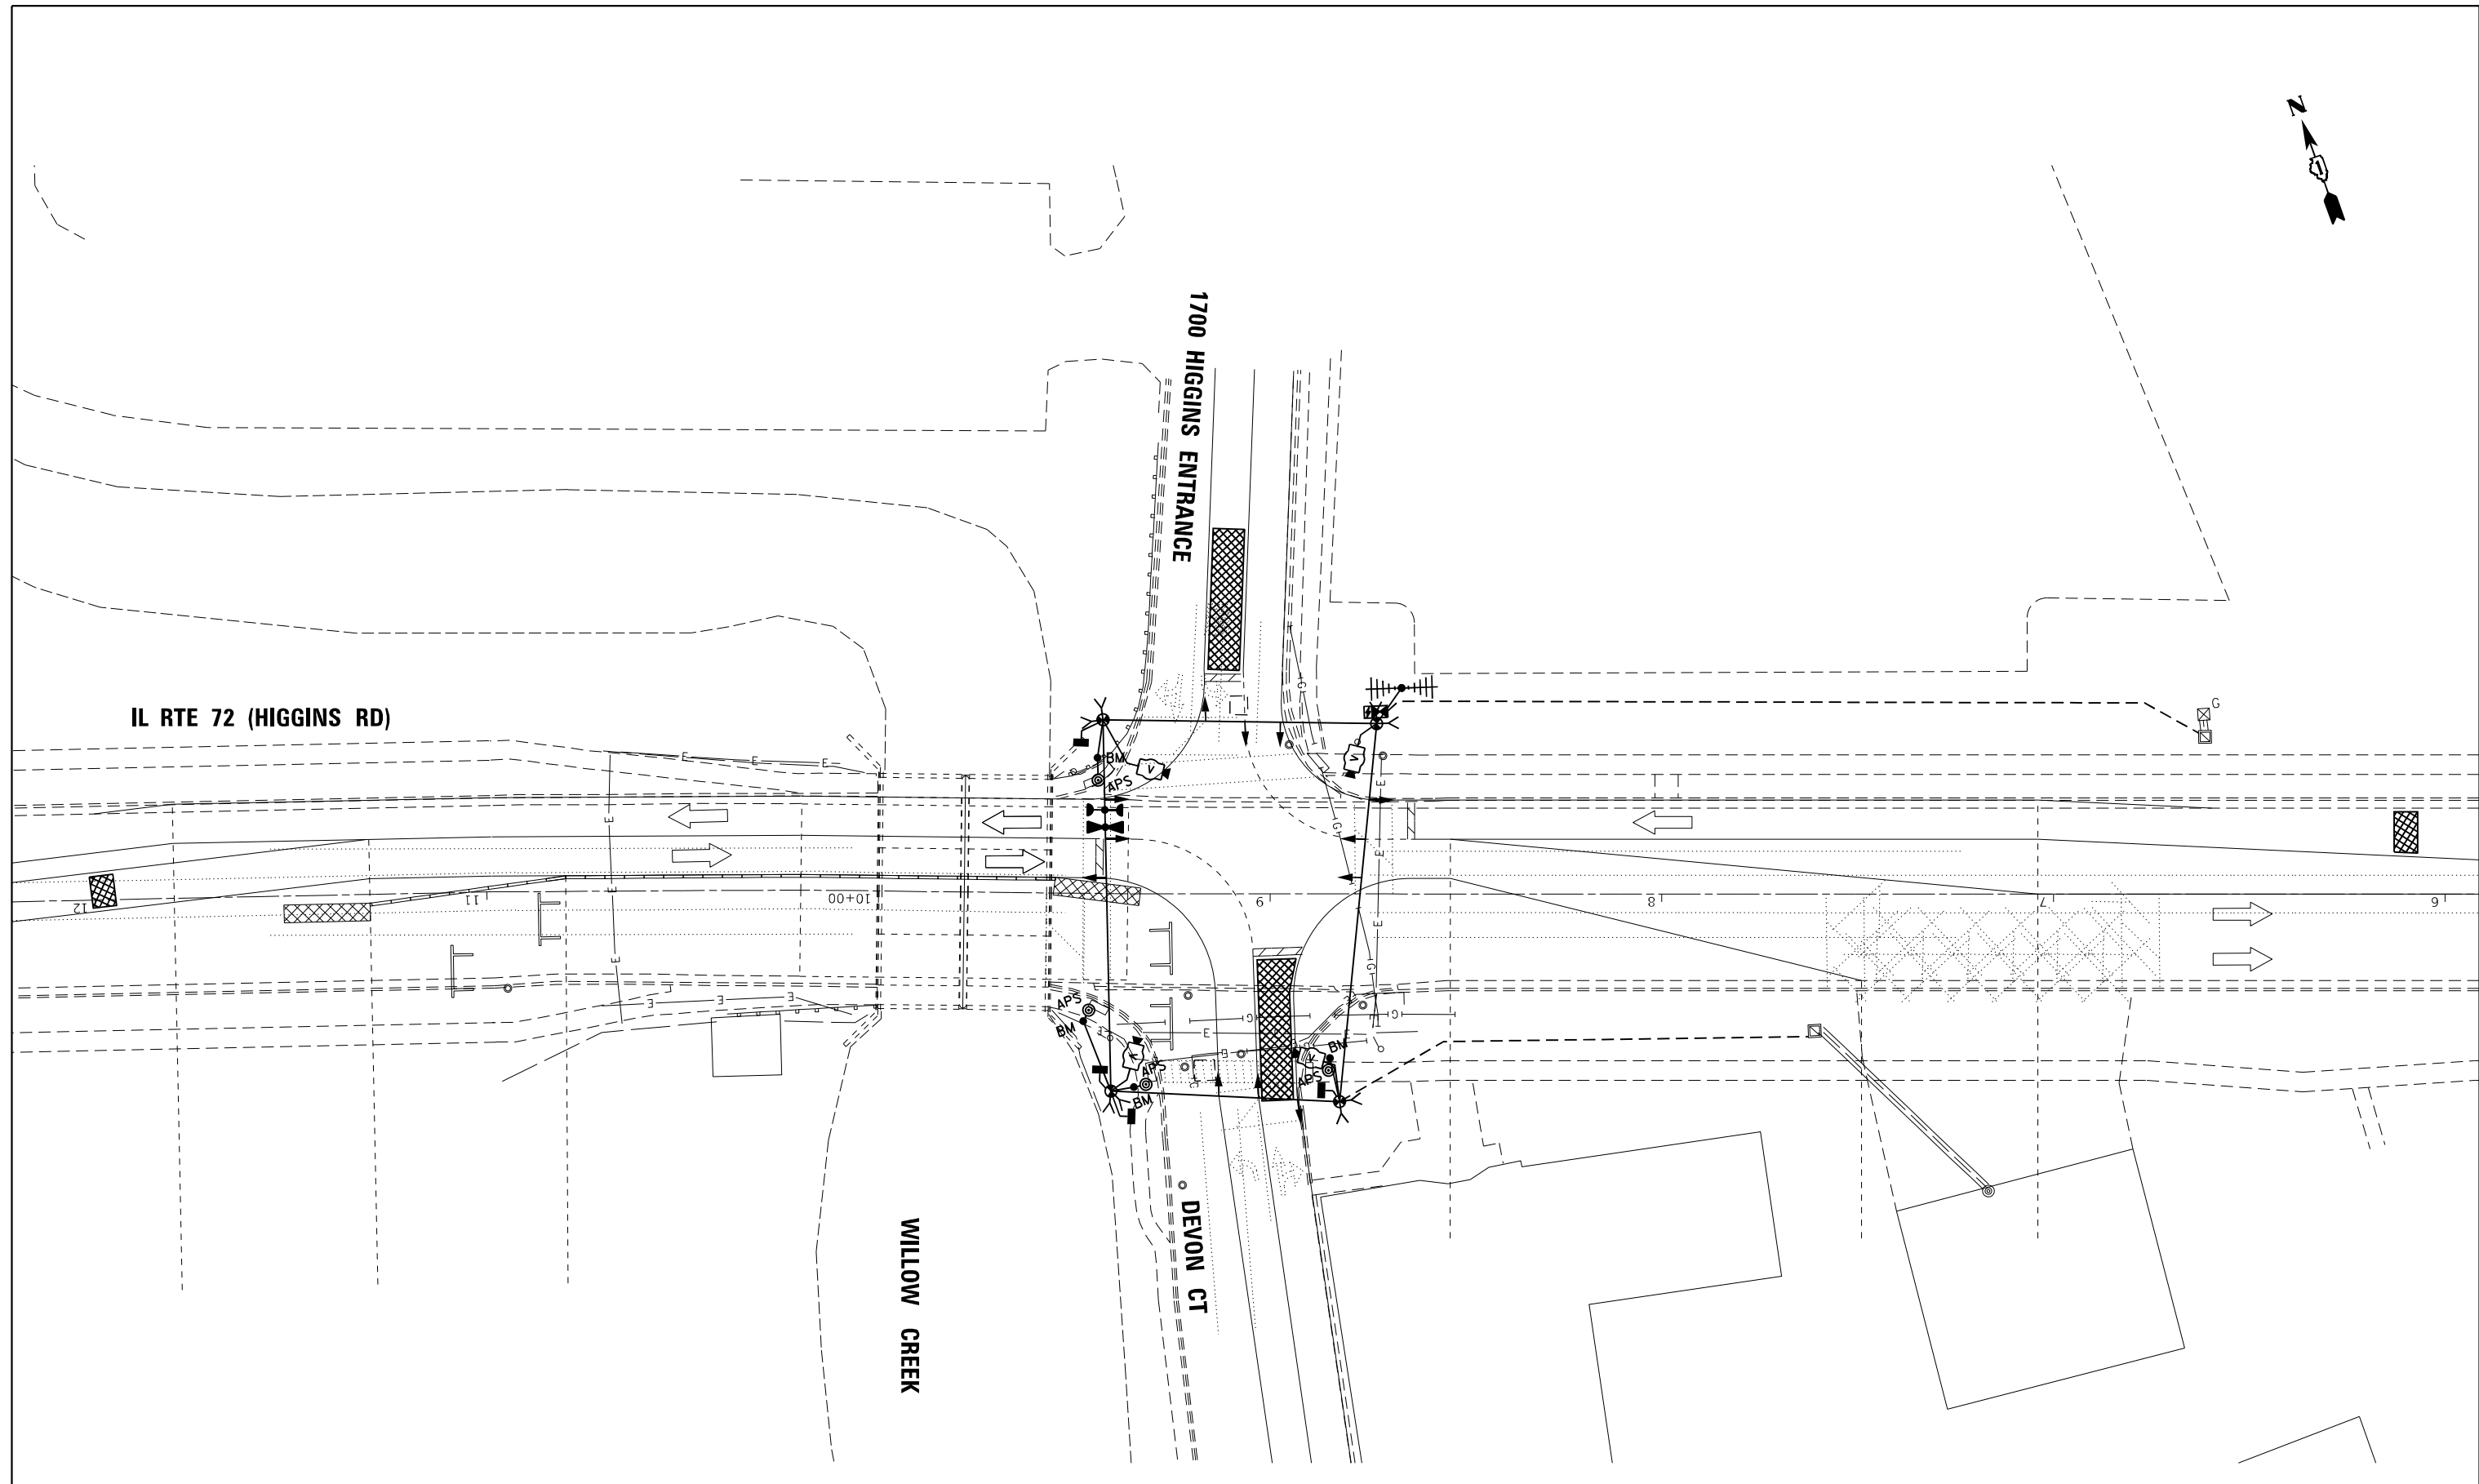 N
1700 HIGGINS ENTRANCE
G
IL RTE 72 (HIGGINS RD)
BM
V
V
APS
E
E
E
E
E
E
G
G
E
E
E
G
12
11
10+00
9
8
7
6
APS
BM
V
APS
BM
V
BM
APS
E
E
E
G
E
G
DEVON CT
WILLOW CREEK